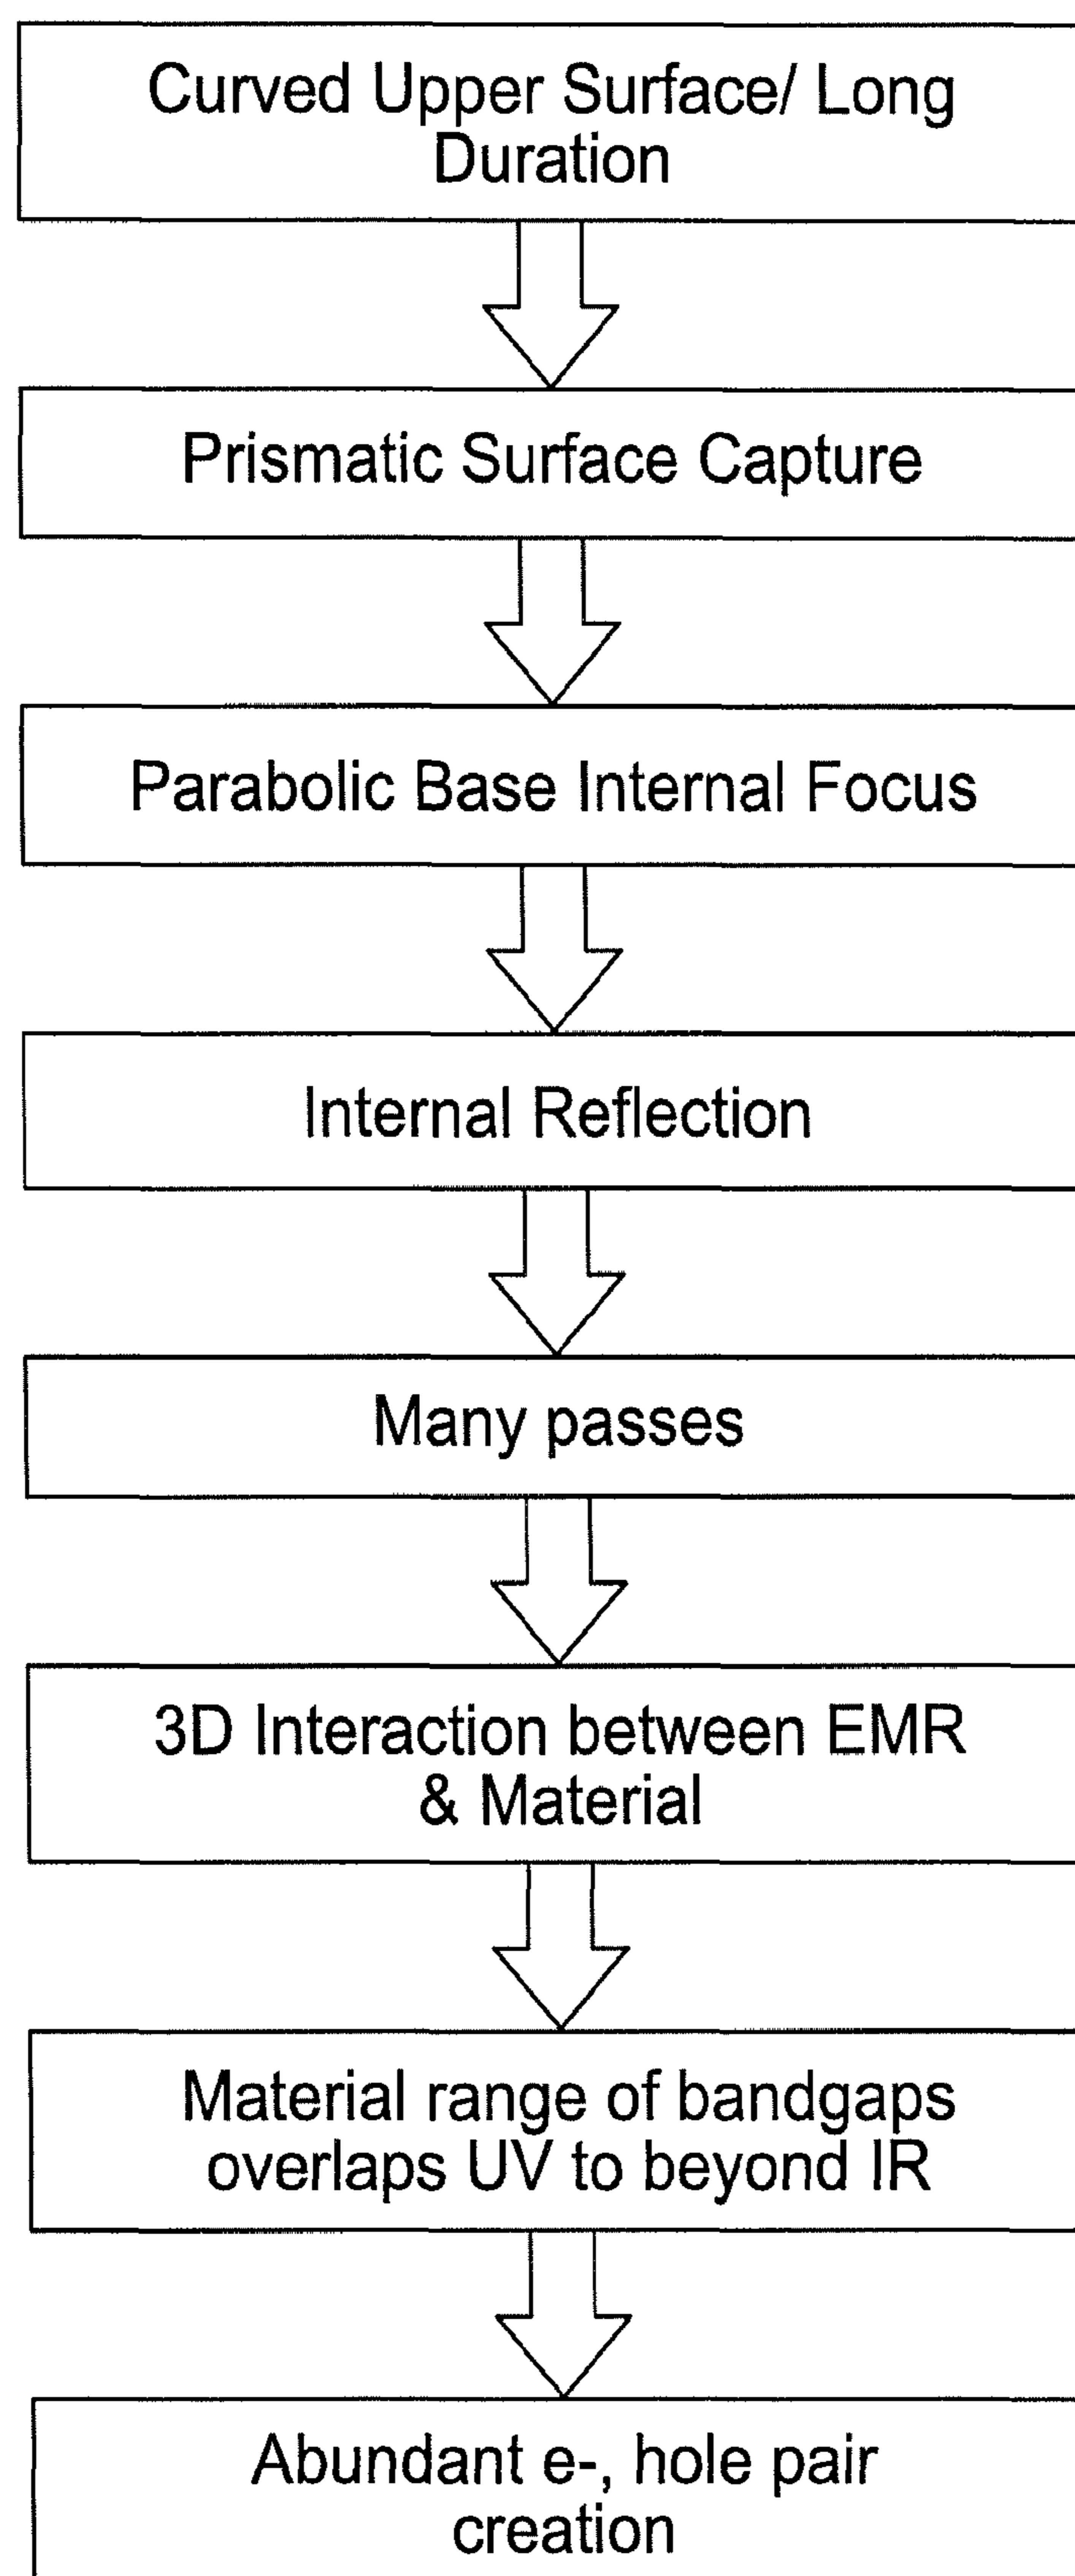 Curved Upper Surface/ Long
Duration
Prismatic Surface Capture
Parabolic Base Internal Focus
Internal Reflection
Many passes
3D Interaction between EMR
& Material
Material range of bandgaps
overlaps UV to beyond IR
Abundant e-, hole pair
creation